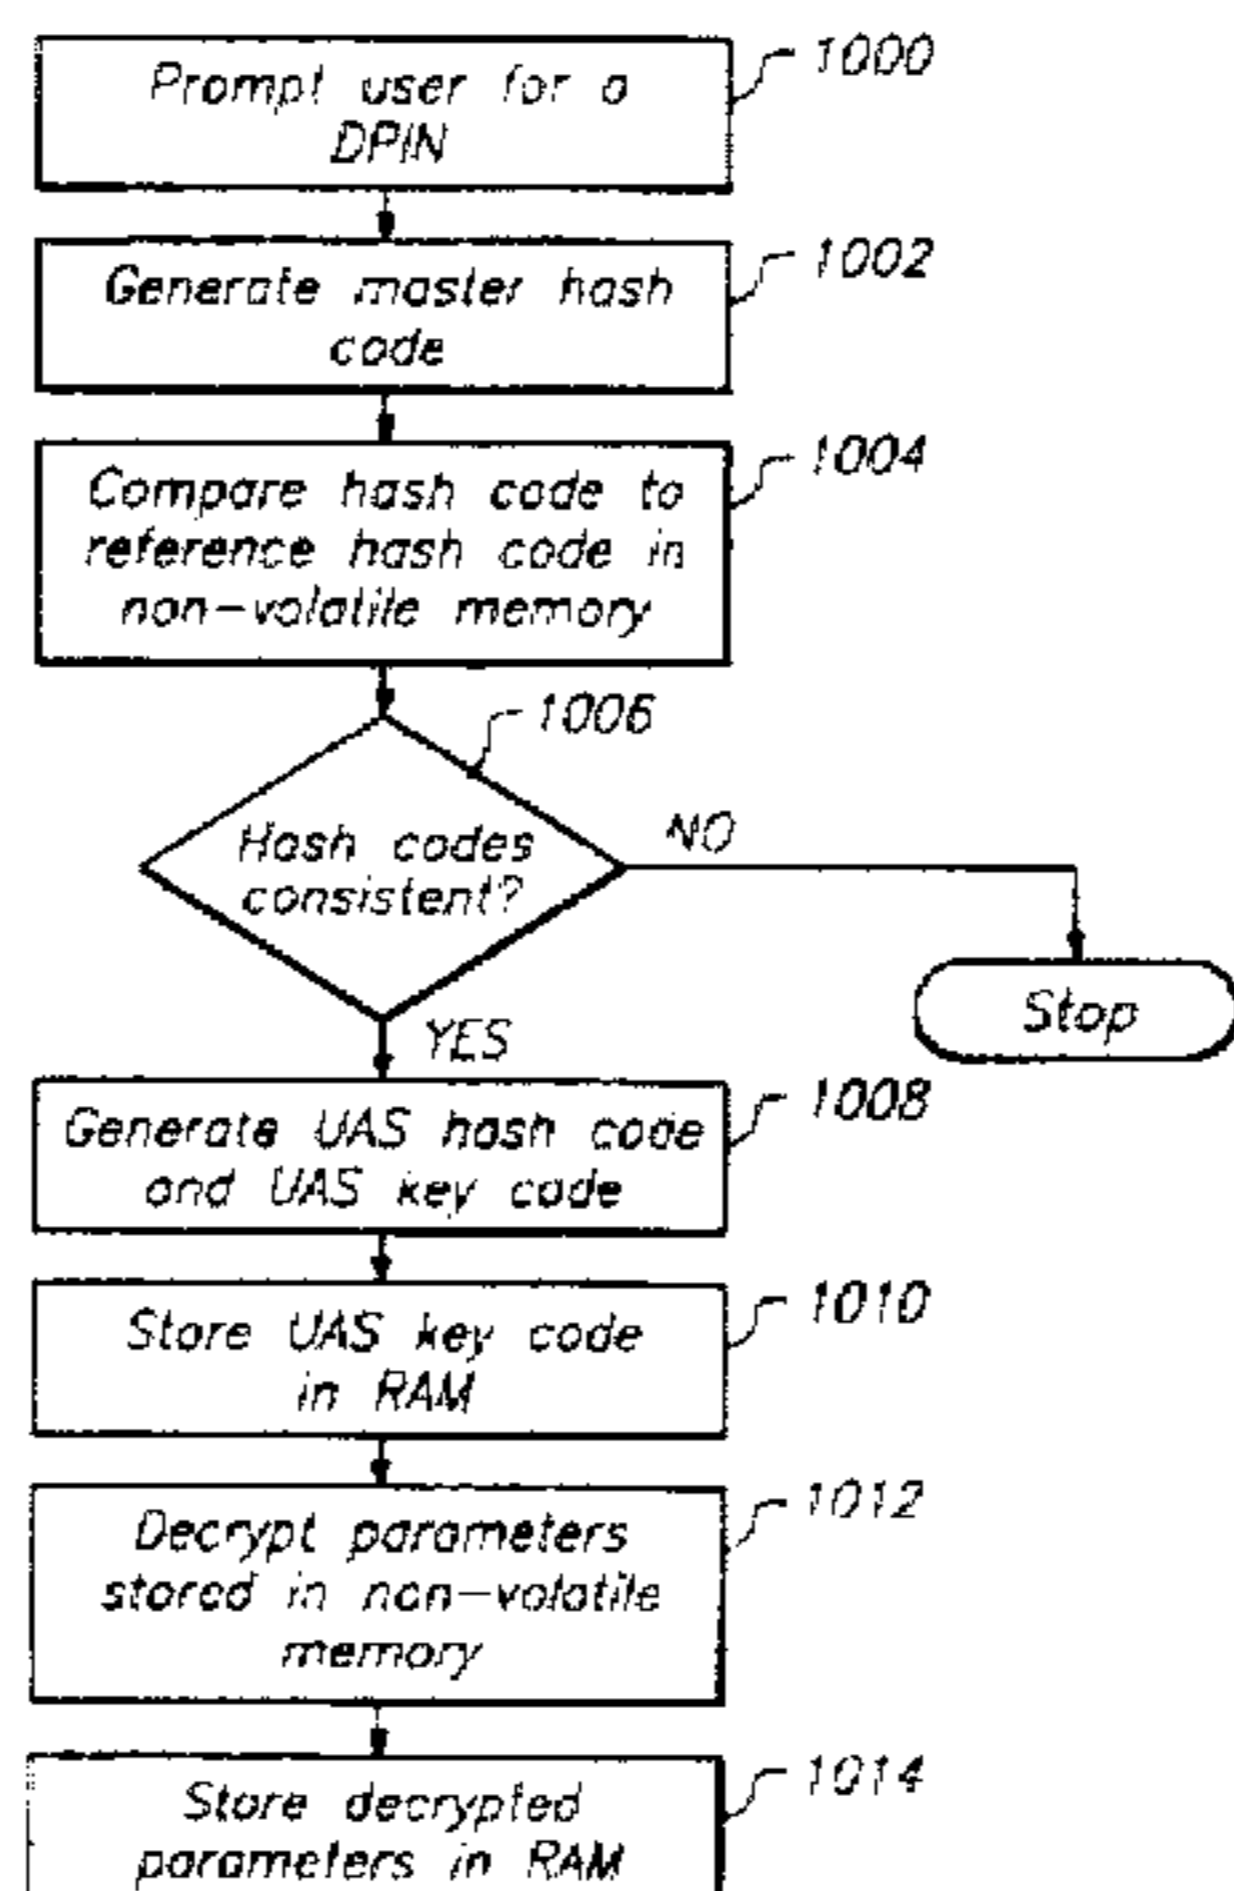 Prompt user for a
DPIN
1000
Generate master hash
code
1002
Compare hash code to
reference hash code in
non-volatile memory
1004
1006
Hash codes
consistent?
NO
Stop
YES
Generate UAS hash code
and UAS key code
1008
Store UAS key code
in RAM
1010
Decrypt parameters
stored in non-volatile
memory
1012
Store decrypted
parameters in RAM
1014